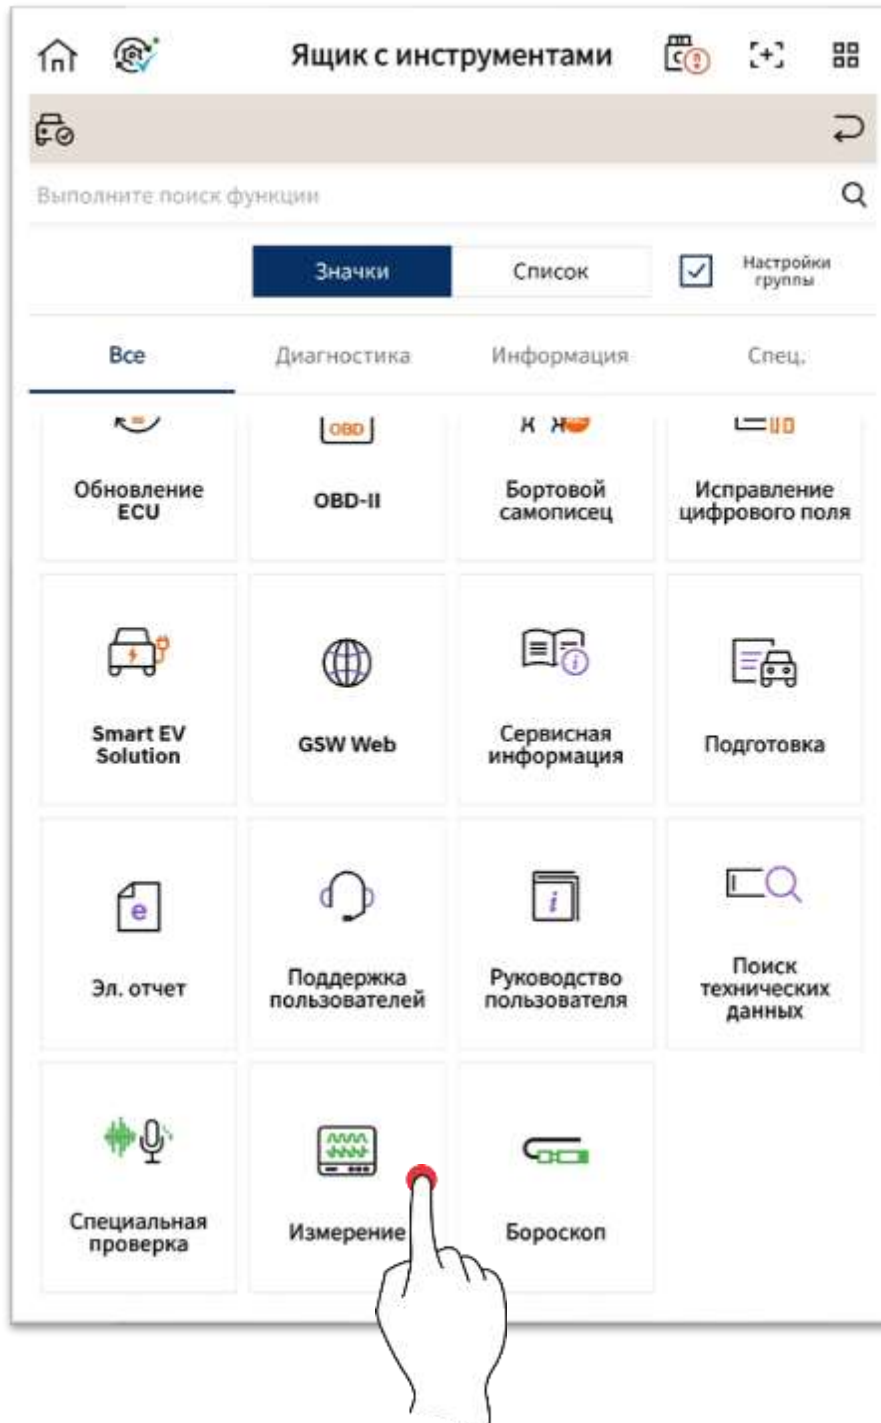 Ящик с инструментами
Выполните поиск функции
Значки
Список
Настройки
группы
Все
Диагностика
Информация
Спец.
OBD
Обновление
ECU
OBD-II
Бортовой
самописец
Исправление
цифрового поля
Smart EV
Solution
GSW Web
Сервисная
информация
Подготовка
e
i
Эл. отчет
Поддержка
пользователей
Руководство
пользователя
Поиск
технических
данных
Специальная
проверка
Измерение
Бороскоп